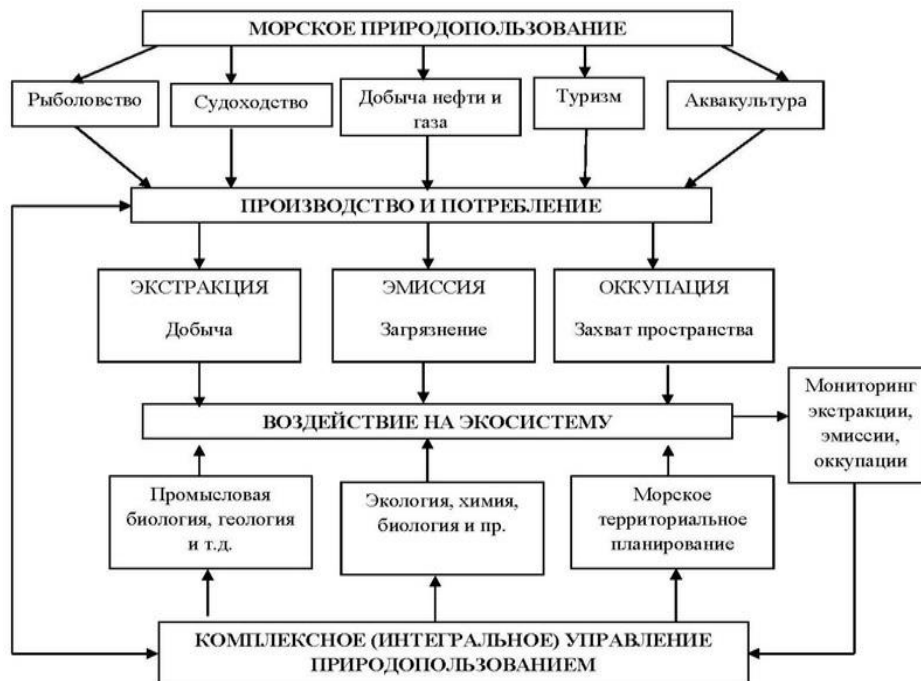 МОРСКОЕ ПРИРОДОПОЛЬЗОВАНИЕ
Рыболовство
Судоходство
Добыча нефти и
газа
Туризм
Аквакультура
ПРОИЗВОДСТВО И ПОТРЕБЛЕНИЕ
ЭКСТРАКЦИЯ
Добыча
ЭМИССИЯ
Загрязнение
ОККУПАЦИЯ
Захват пространства
ВОЗДЕЙСТВИЕ НА ЭКОСИСТЕМУ
Мониторинг
экстракции,
эмиссии,
оккупации
Промысловая
биология, геология
и т.д.
Экология, химия,
биология и пр.
Морское
территориальное
планирование
КОМПЛЕКСНОЕ (ИНТЕГРАЛЬНОЕ) УПРАВЛЕНИЕ
ПРИРОДОПОЛЬЗОВАНИЕМ